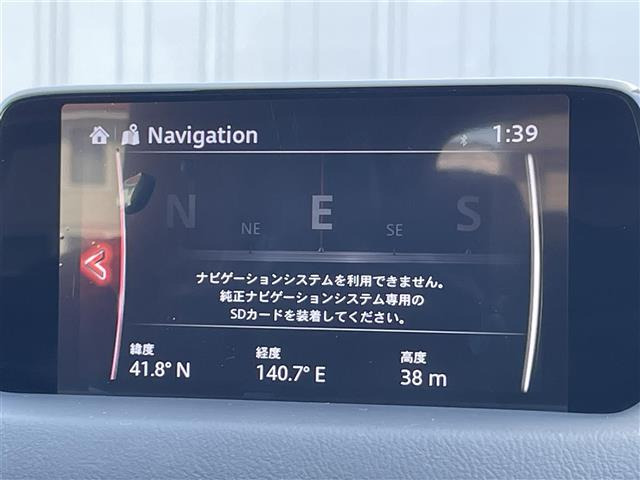 Navigation 1:39
N NE E SE S
ナビゲーションシステムを利用できません。
純正ナビゲーションシステム専用の
SDカードを装着してください。
緯度 経度 高度
41.8° N 140.7° E 38 m